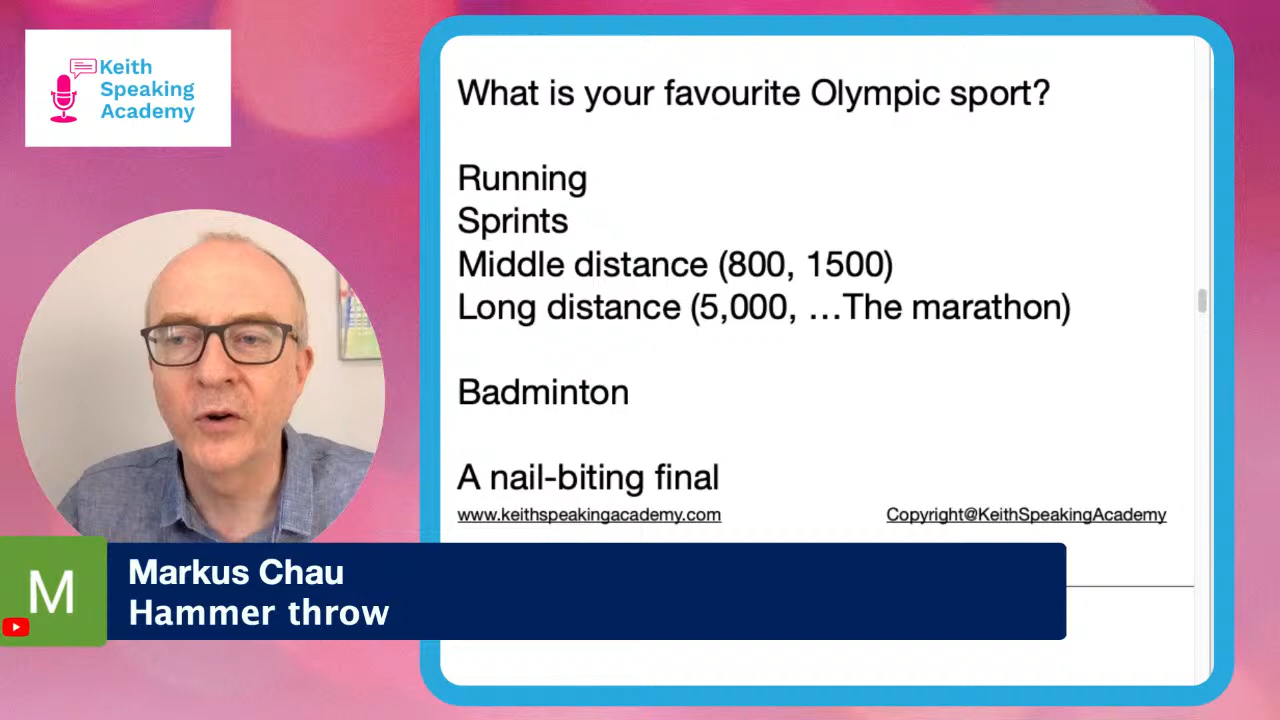 Keith
Speaking
Academy
What is your favourite Olympic sport?
Running
Sprints
Middle distance (800, 1500)
Long distance (5,000, …The marathon)
Badminton
A nail-biting final
www.keithspeakingacademy.com
Copyright@KeithSpeakingAcademy
M
Markus Chau
Hammer throw